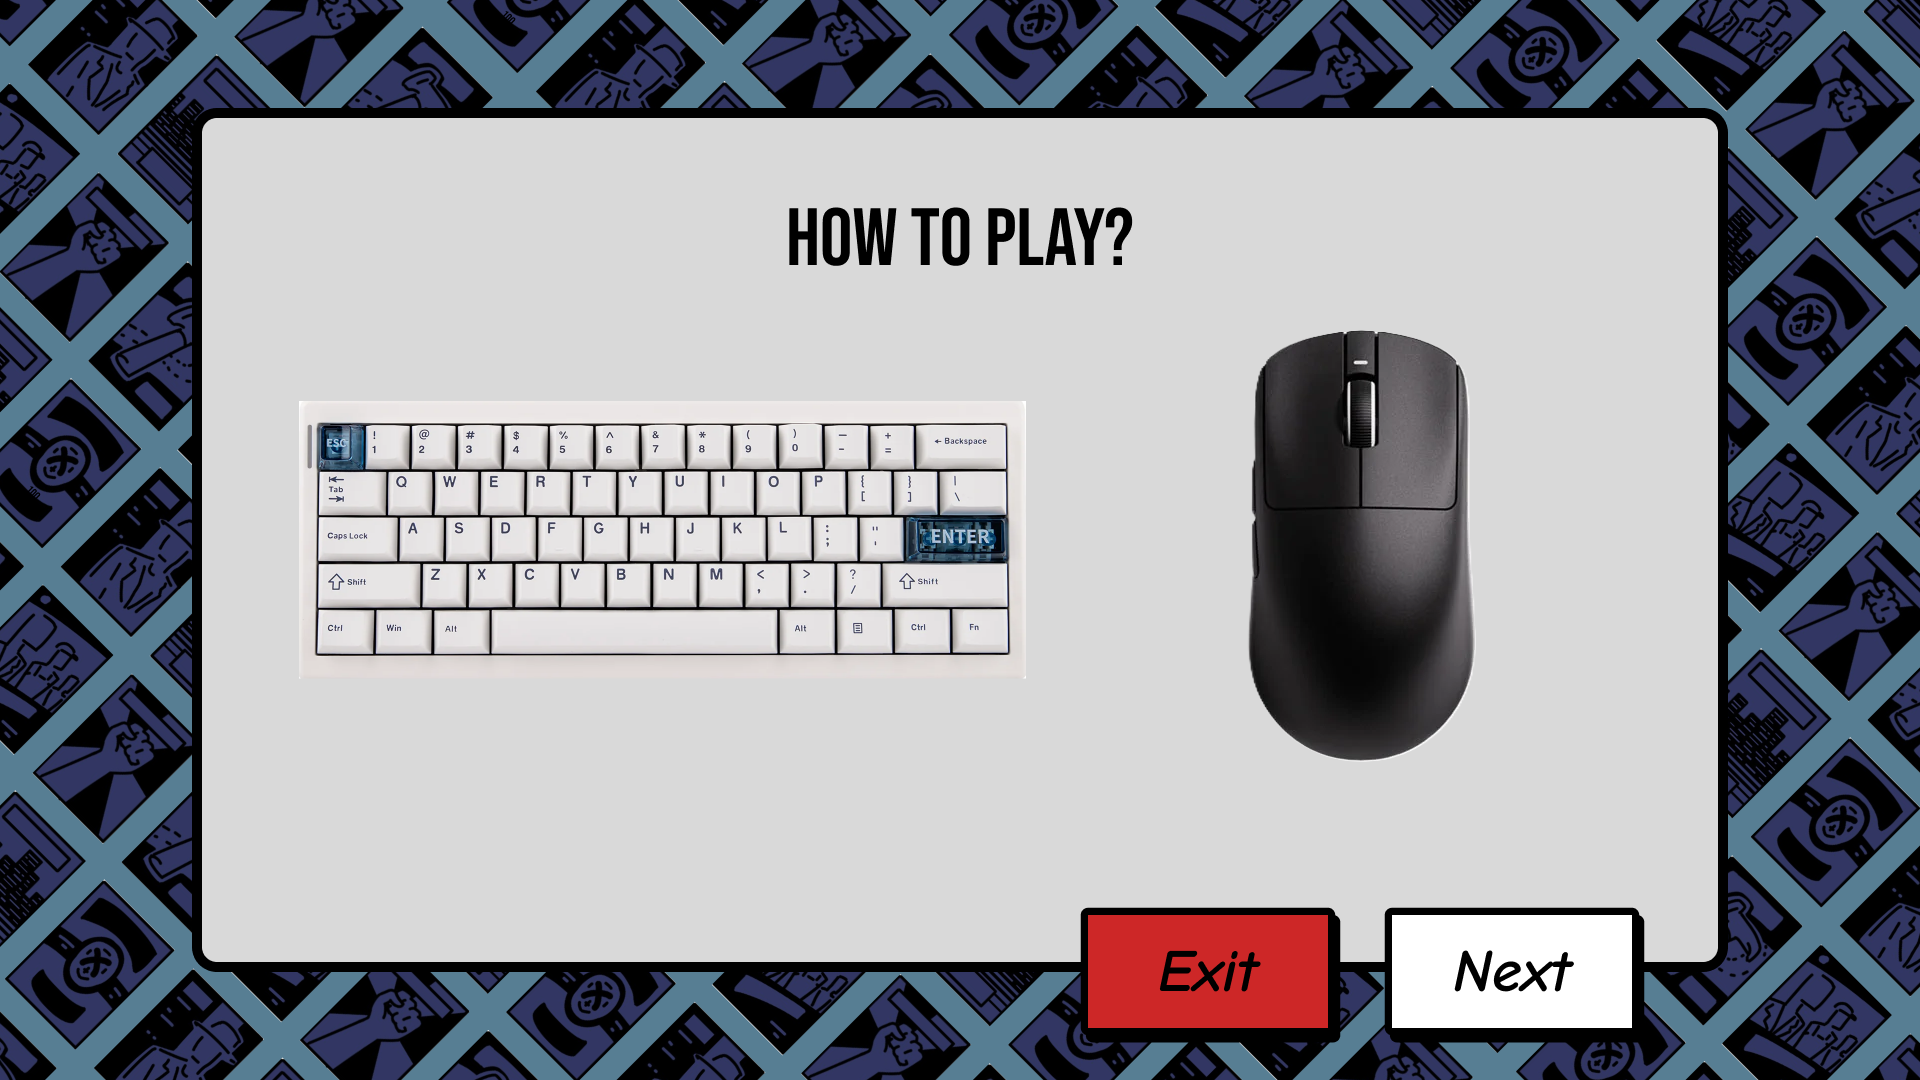 HOW TO PLAY?
ESC ! 1 @ 2 # 3 $ 4 % 5 ^ 6 & 7 * 8 ( 9 ) 0 — - + = ← Backspace
Tab Q W E R T Y U I O P { [ } ] | \
Caps Lock A S D F G H J K L : ; " ' ENTER
Shift Z X C V B N M < , > . ? / Shift
Ctrl Win Alt Alt Ctrl Fn
Exit Next